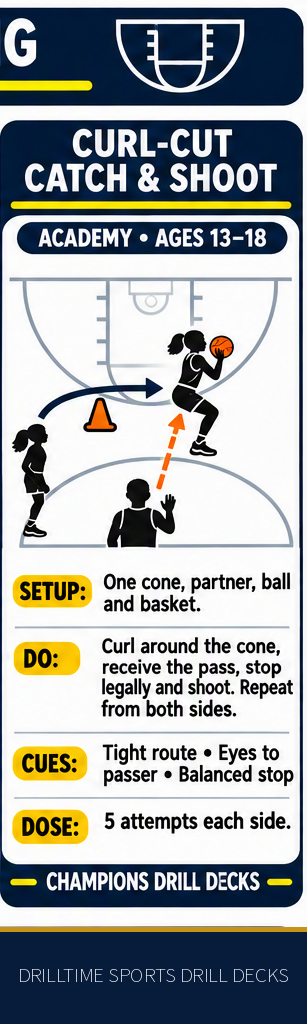 G
CURL-CUT
CATCH & SHOOT
ACADEMY • AGES 13–18
SETUP: One cone, partner, ball
and basket.
DO: Curl around the cone,
receive the pass, stop
legally and shoot. Repeat
from both sides.
CUES: Tight route • Eyes to
passer • Balanced stop
DOSE: 5 attempts each side.
CHAMPIONS DRILL DECKS
DRILLTIME SPORTS DRILL DECKS